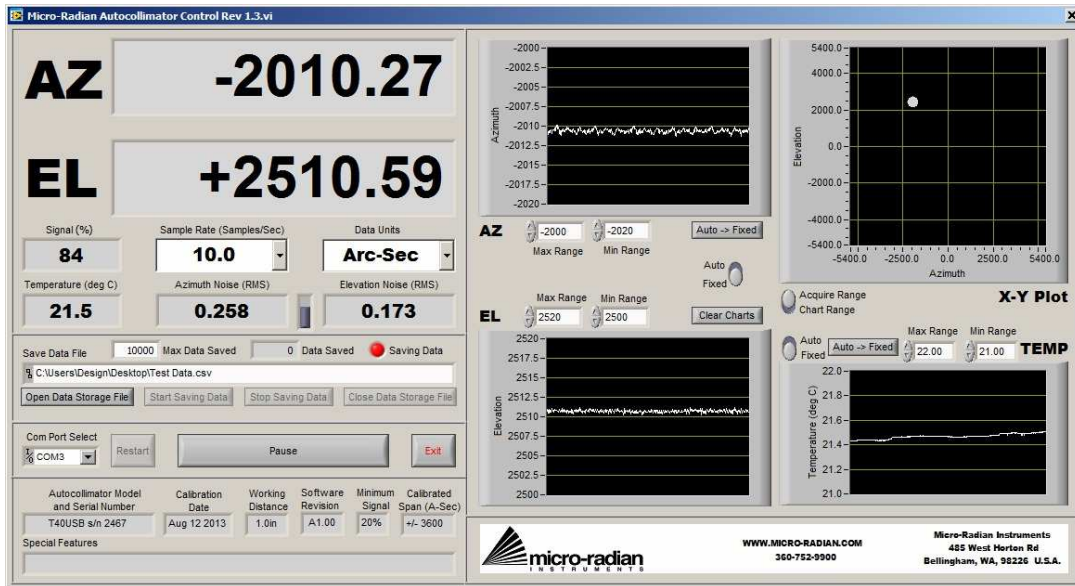 Micro-Radian Autocollimator Control Rev 1.3.vi
AZ
-2010.27
EL
+2510.59
Signal (%)
Sample Rate (Samples/Sec)
Data Units
84
10.0
Arc-Sec
Temperature (deg C)
Azimuth Noise (RMS)
Elevation Noise (RMS)
21.5
0.258
0.173
Save Data File
10000 Max Data Saved
0 Data Saved
Saving Data
C:\Users\Design\Desktop\Test Data.csv
Open Data Storage File
Start Saving Data
Stop Saving Data
Close Data Storage File
Com Port Select
COM3
Restart
Pause
Exit
Autocollimator Model
and Serial Number
Calibration
Date
Working
Distance
Software
Revision
Minimum
Signal
Calibrated
Span (A-Sec)
T40USB s/n 2467
Aug 12 2013
1.0in
A1.00
20%
+/- 3600
Special Features
-2000
-2002.5
-2005
-2007.5
-2010
-2012.5
-2015
-2017.5
-2020
Azimuth
AZ
-2000
-2020
Max Range
Min Range
Auto -> Fixed
Auto
Fixed
Max Range
Min Range
EL
2520
2500
Clear Charts
2520
2517.5
2515
2512.5
2510
2507.5
2505
2502.5
2500
Elevation
5400.0
4000.0
2000.0
0.0
-2000.0
-4000.0
-5400.0
Elevation
-5400.0
-2500.0
0.0
2500.0
5400.0
Azimuth
Acquire Range
Chart Range
X-Y Plot
Auto
Fixed
Auto -> Fixed
Max Range
Min Range
22.00
21.00
TEMP
22.0
21.8
21.6
21.4
21.2
21.0
Temperature (deg C)
micro-radian
INSTRUMENTS
WWW.MICRO-RADIAN.COM
360-752-9900
Micro-Radian Instruments
485 West Horton Rd
Bellingham, WA, 98226 U.S.A.